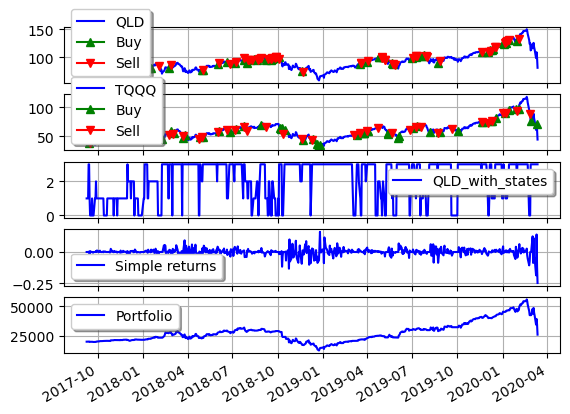 QLD
Buy
Sell
150
100
TQQQ
Buy
Sell
100
50
QLD_with_states
2
0
Simple returns
0.00
−0.25
Portfolio
50000
25000
2017-10 2018-01 2018-04 2018-07 2018-10 2019-01 2019-04 2019-07 2019-10 2020-01 2020-04